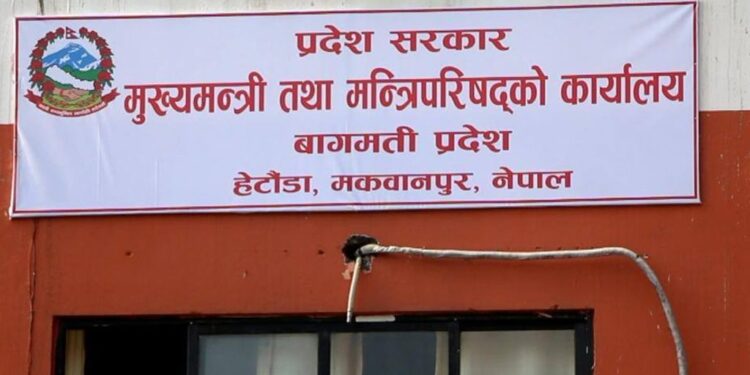 प्रदेश सरकार
मुख्यमन्त्री तथा मन्त्रिपरिषद्को कार्यालय
बागमती प्रदेश
हेटौंडा, मकवानपुर, नेपाल